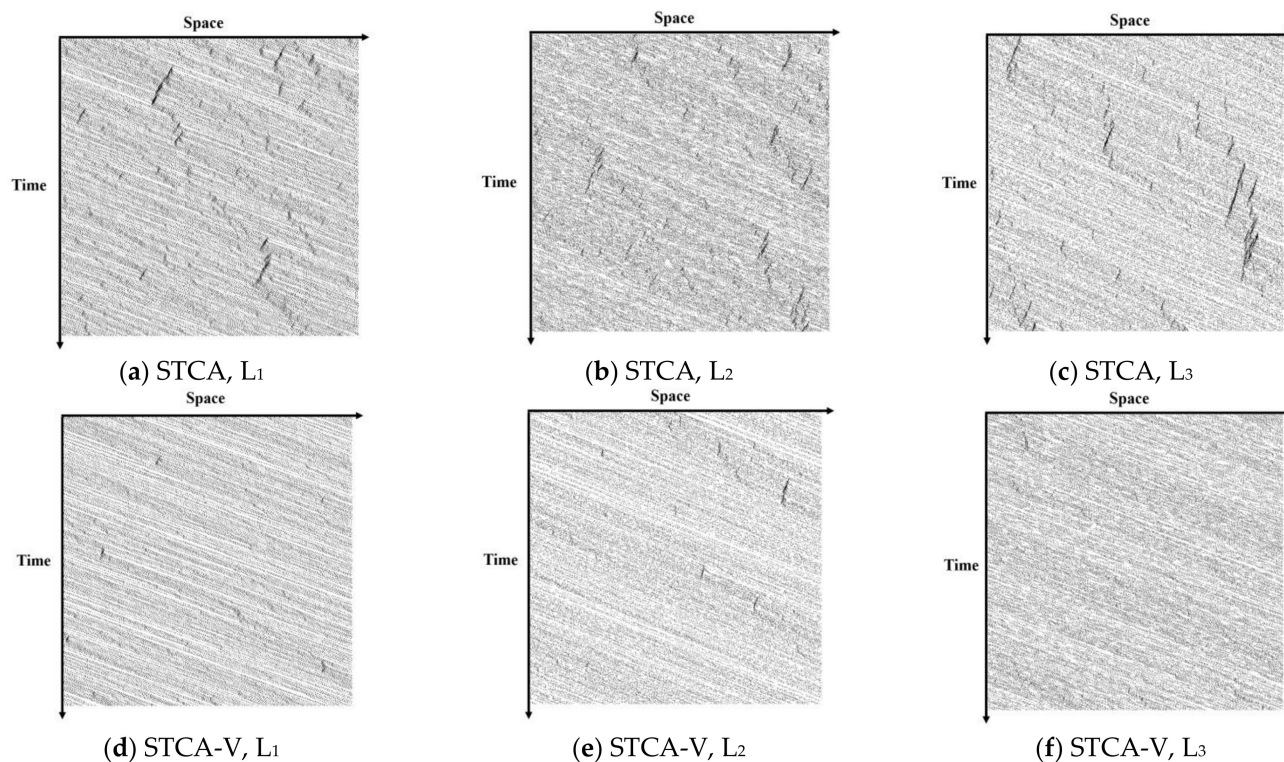 Space
Space
Space
Time
Time
Time
(a) STCA, L1
(b) STCA, L2
(c) STCA, L3
Space
Space
Space
Time
Time
Time
(d) STCA-V, L1
(e) STCA-V, L2
(f) STCA-V, L3